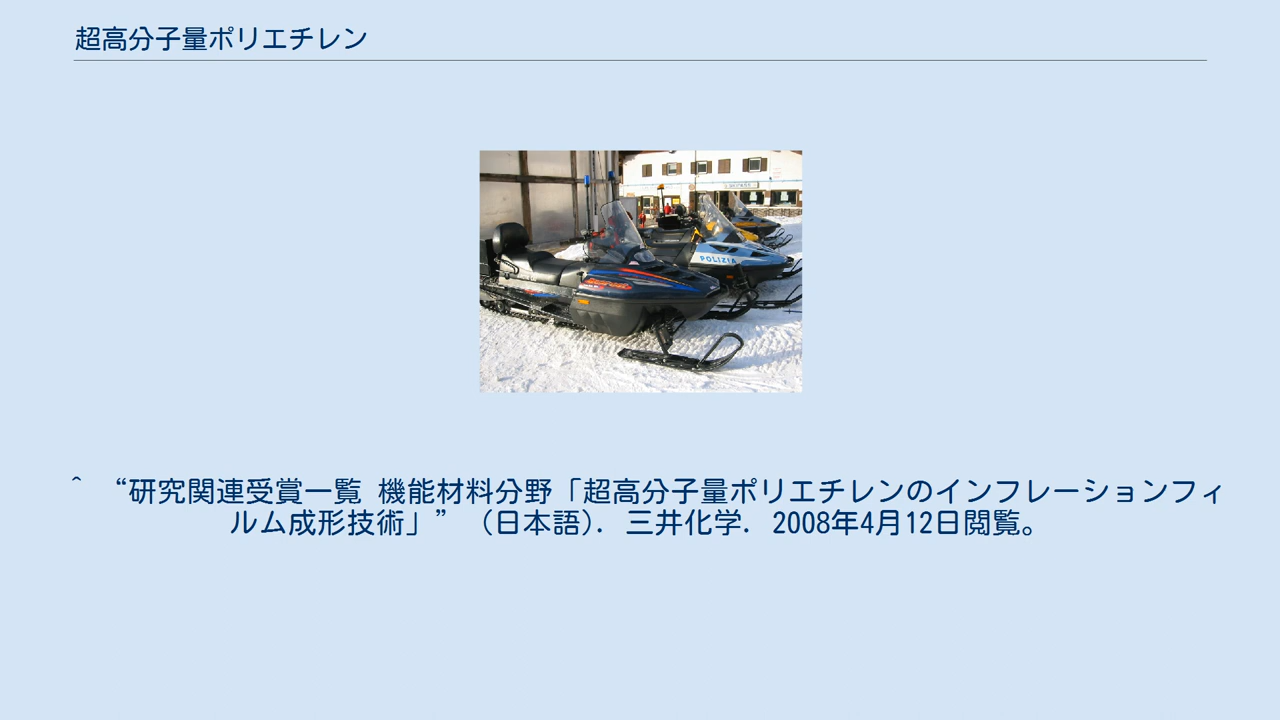 超高分子量ポリエチレン
POLIZIA
^ “研究関連受賞一覧 機能材料分野「超高分子量ポリエチレンのインフレーションフィ
ルム成形技術」” (日本語). 三井化学. 2008年4月12日閲覧。